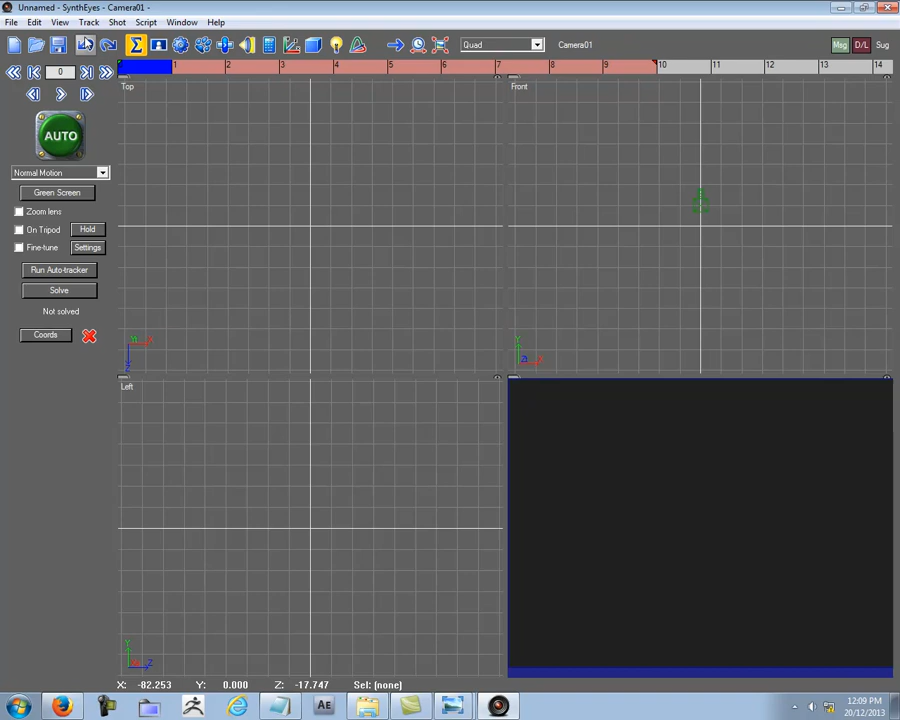 Unnamed - SynthEyes - Camera01 -
File Edit View Track Shot Script Window Help
Quad Camera01 Msg D/L Sug
0
1 2 3 4 5 6 7 8 9 10 11 12 13 14
AUTO
Normal Motion
Green Screen
Zoom lens
On Tripod Hold
Fine-tune Settings
Run Auto-tracker
Solve
Not solved
Coords
Top
Front
Left
Y X
Z
Y
X
Y
Z
X: -82.253 Y: 0.000 Z: -17.747 Sel: (none)
Ae
12:09 PM
20/12/2013